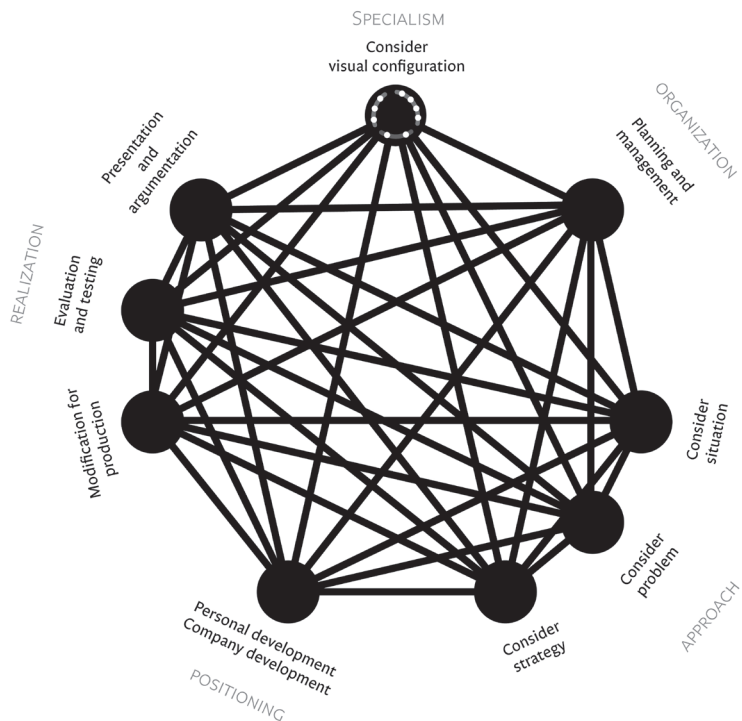 SPECIALISM
Consider
visual configuration
ORGANIZATION
Planning and
management
Consider
situation
Consider
problem
APPROACH
Consider
strategy
Personal development
Company development
POSITIONING
Modification for
production
Evaluation
and testing
REALIZATION
Presentation
and
argumentation